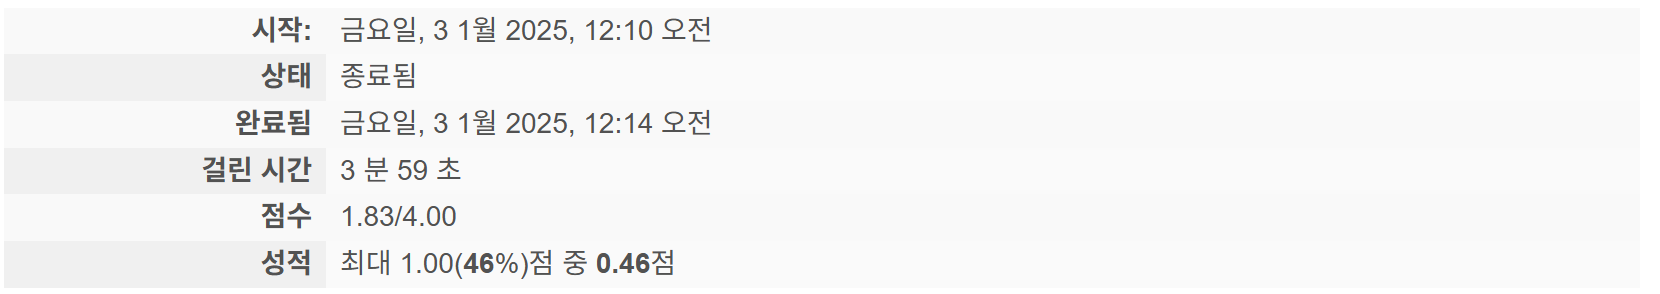 시작: 금요일, 3 1월 2025, 12:10 오전
상태 종료됨
완료됨 금요일, 3 1월 2025, 12:14 오전
걸린 시간 3 분 59 초
점수 1.83/4.00
성적 최대 1.00(46%)점 중 0.46점